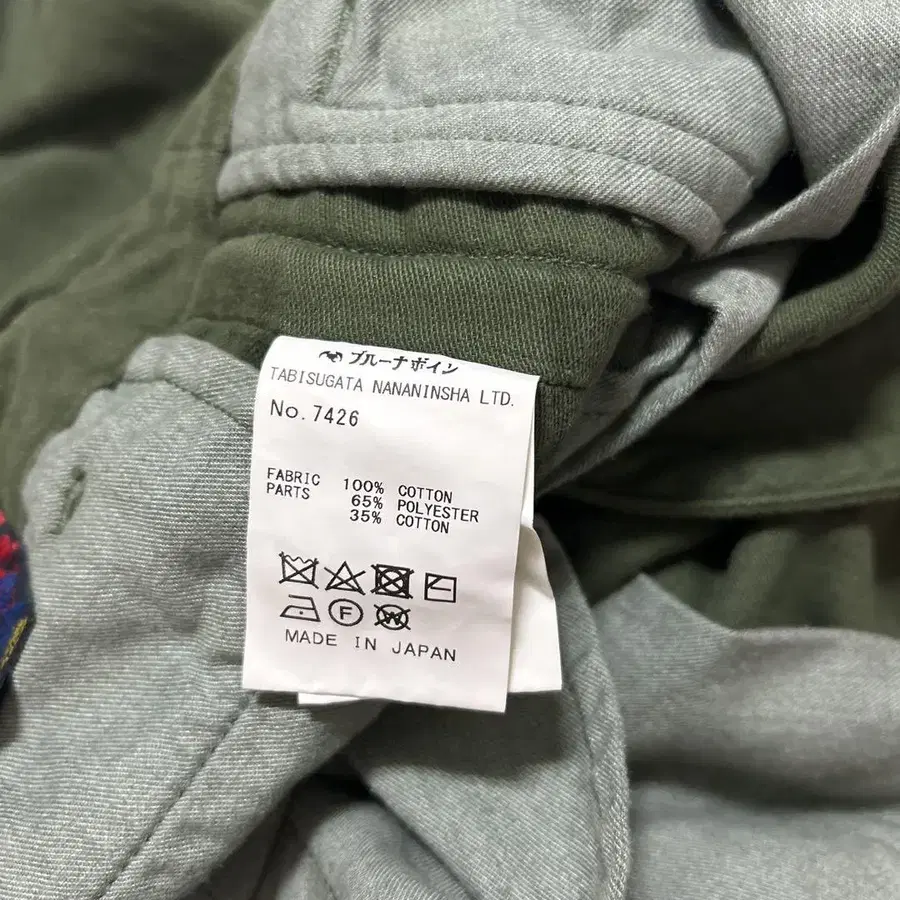 ブルーナボイン
TABISUGATA NANANINSHA LTD.
No.7426
FABRIC 100% COTTON
PARTS 65% POLYESTER
35% COTTON
F
W
MADE IN JAPAN